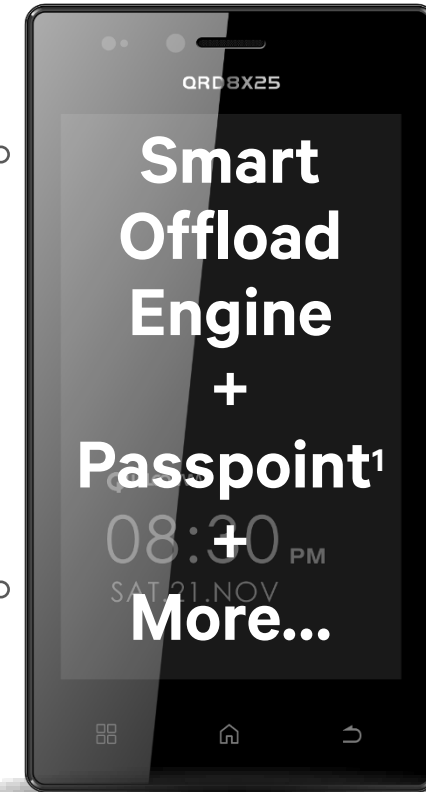 QRD8X25
Smart
Offload
Engine
+
Passpoint¹
+
08:30 PM
SAT.21.NOV
More...